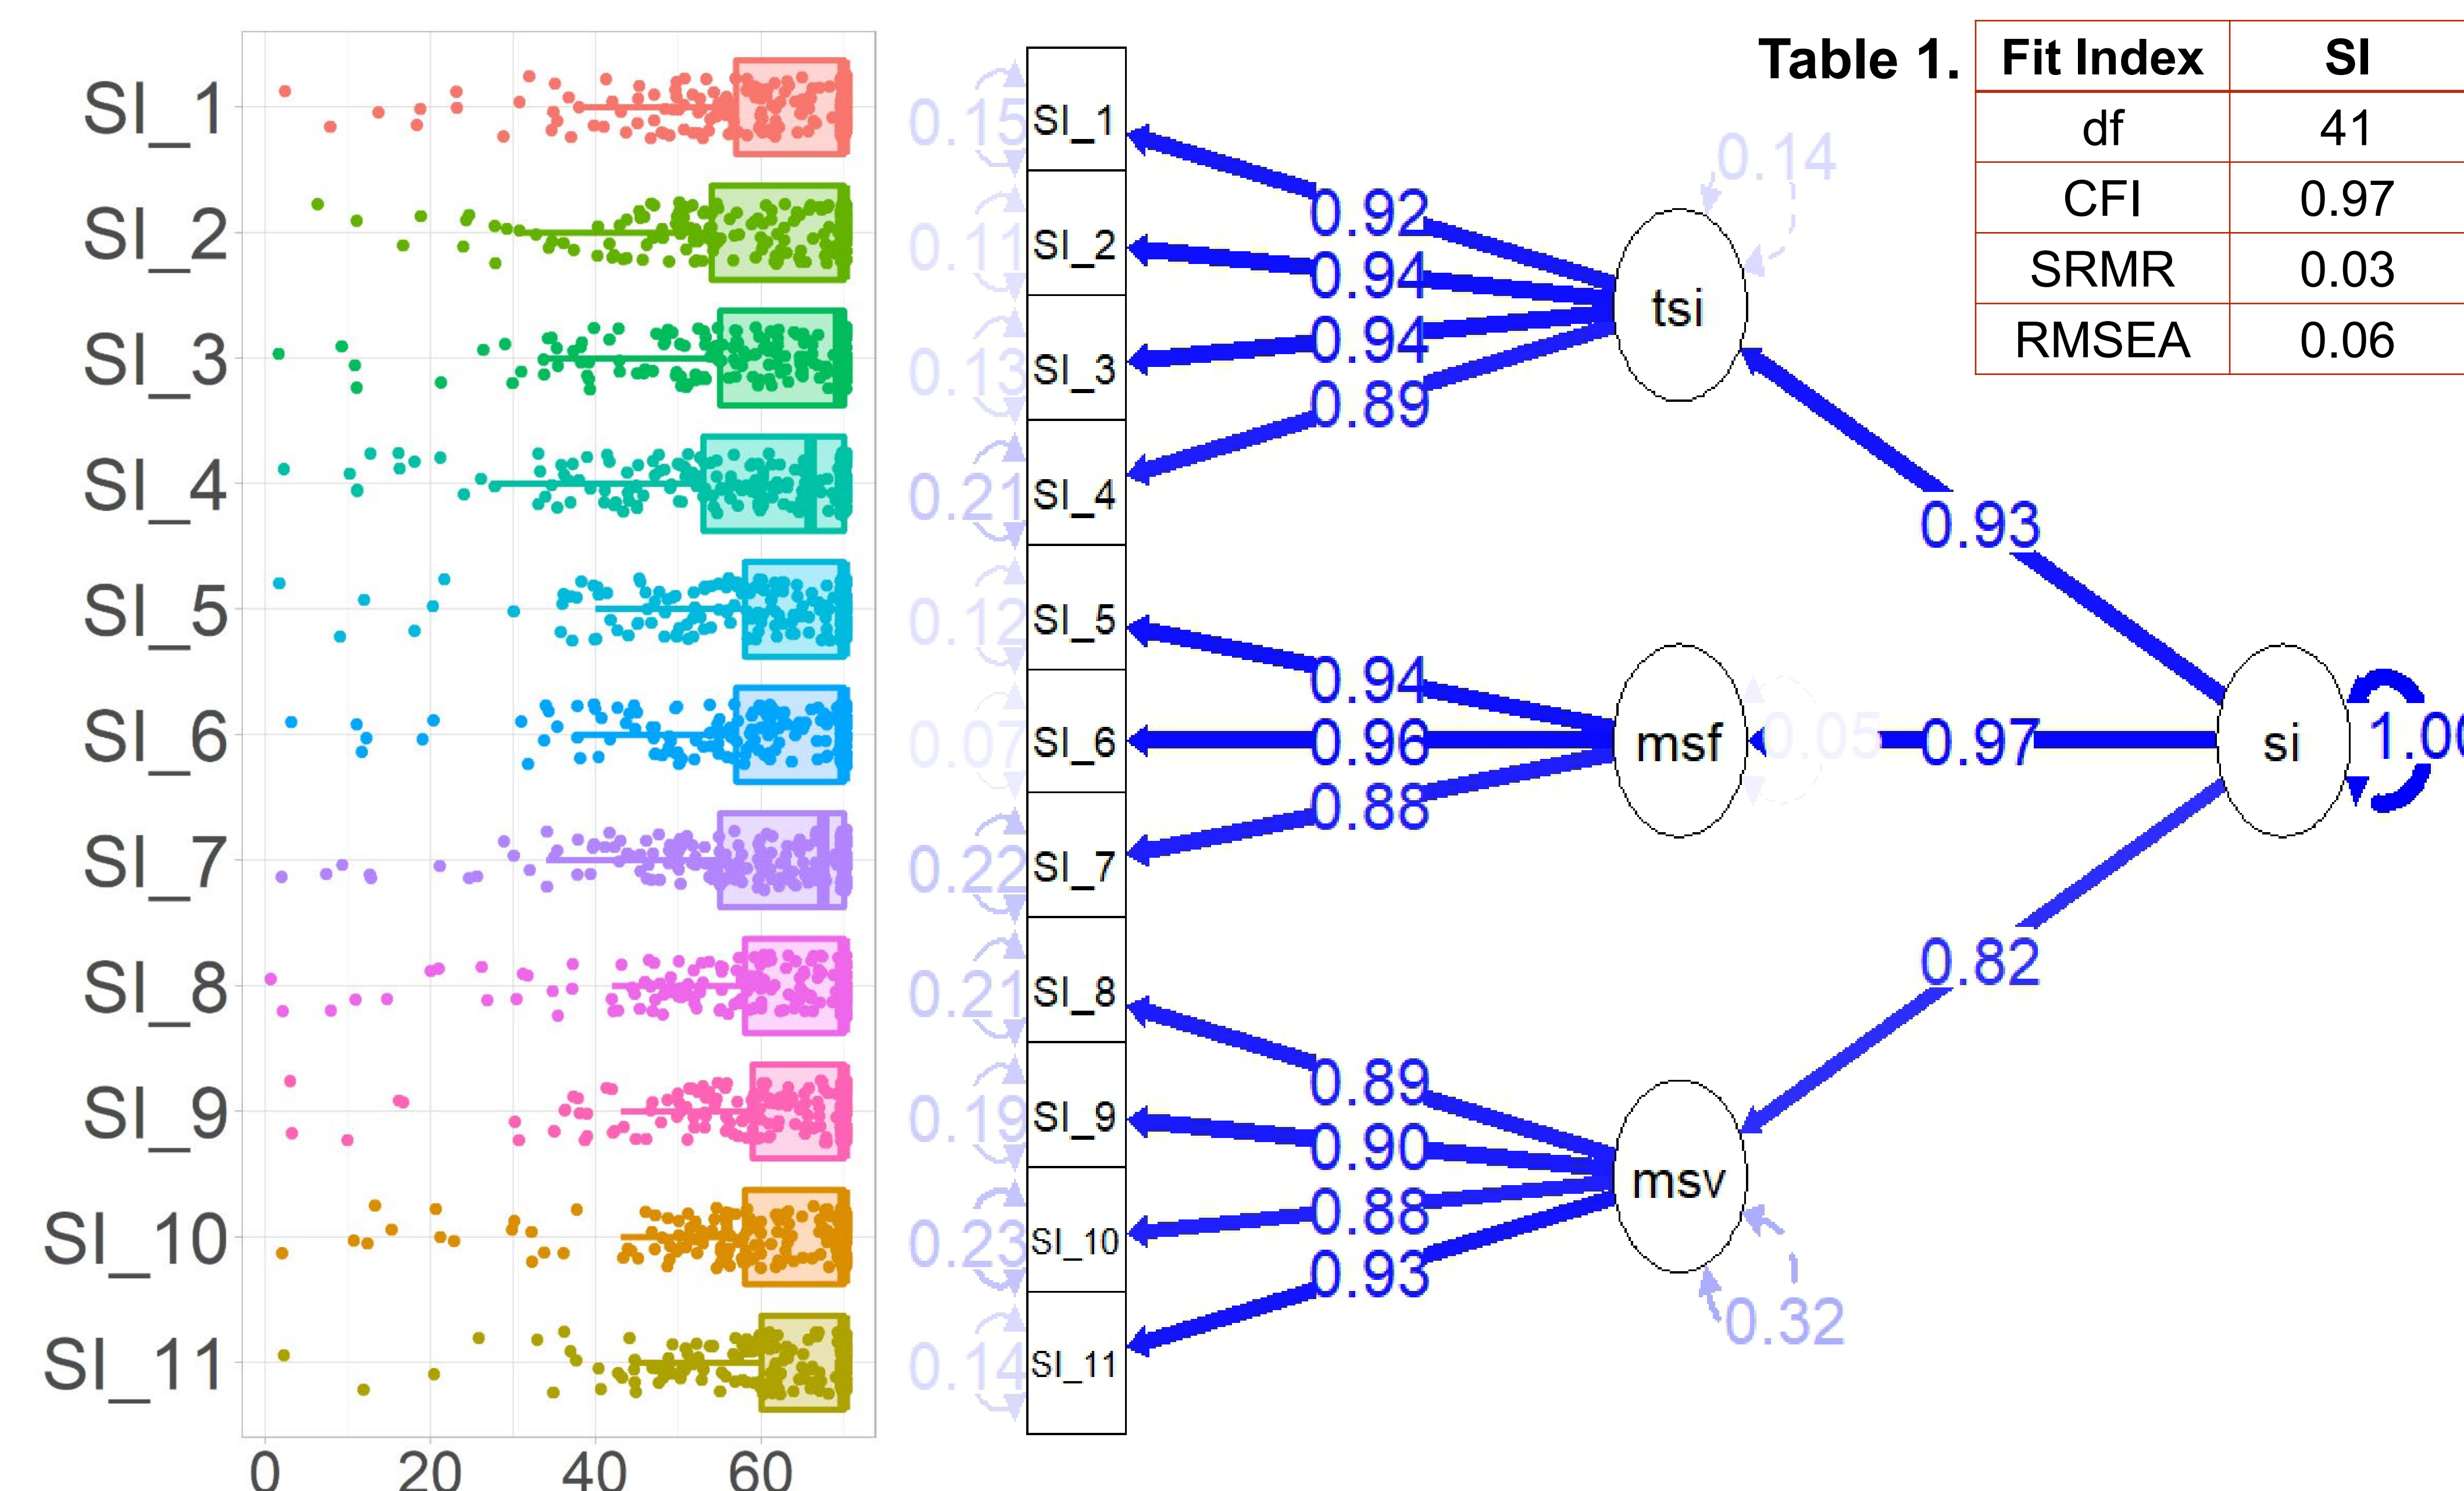 SI_1
SI_2
SI_3
SI_4
SI_5
SI_6
SI_7
SI_8
SI_9
SI_10
SI_11
0 20 40 60
0.15 SI_1
0.11 SI_2
0.13 SI_3
0.21 SI_4
0.12 SI_5
0.07 SI_6
0.22 SI_7
0.21 SI_8
0.19 SI_9
0.23 SI_10
0.14 SI_11
0.92
0.94
0.94
0.89
0.94
0.96
0.88
0.89
0.90
0.88
0.93
tsi
0.14
msf
0.05
msv
0.32
0.93
0.97
0.82
si
1.00
Table 1.
Fit Index SI
df 41
CFI 0.97
SRMR 0.03
RMSEA 0.06